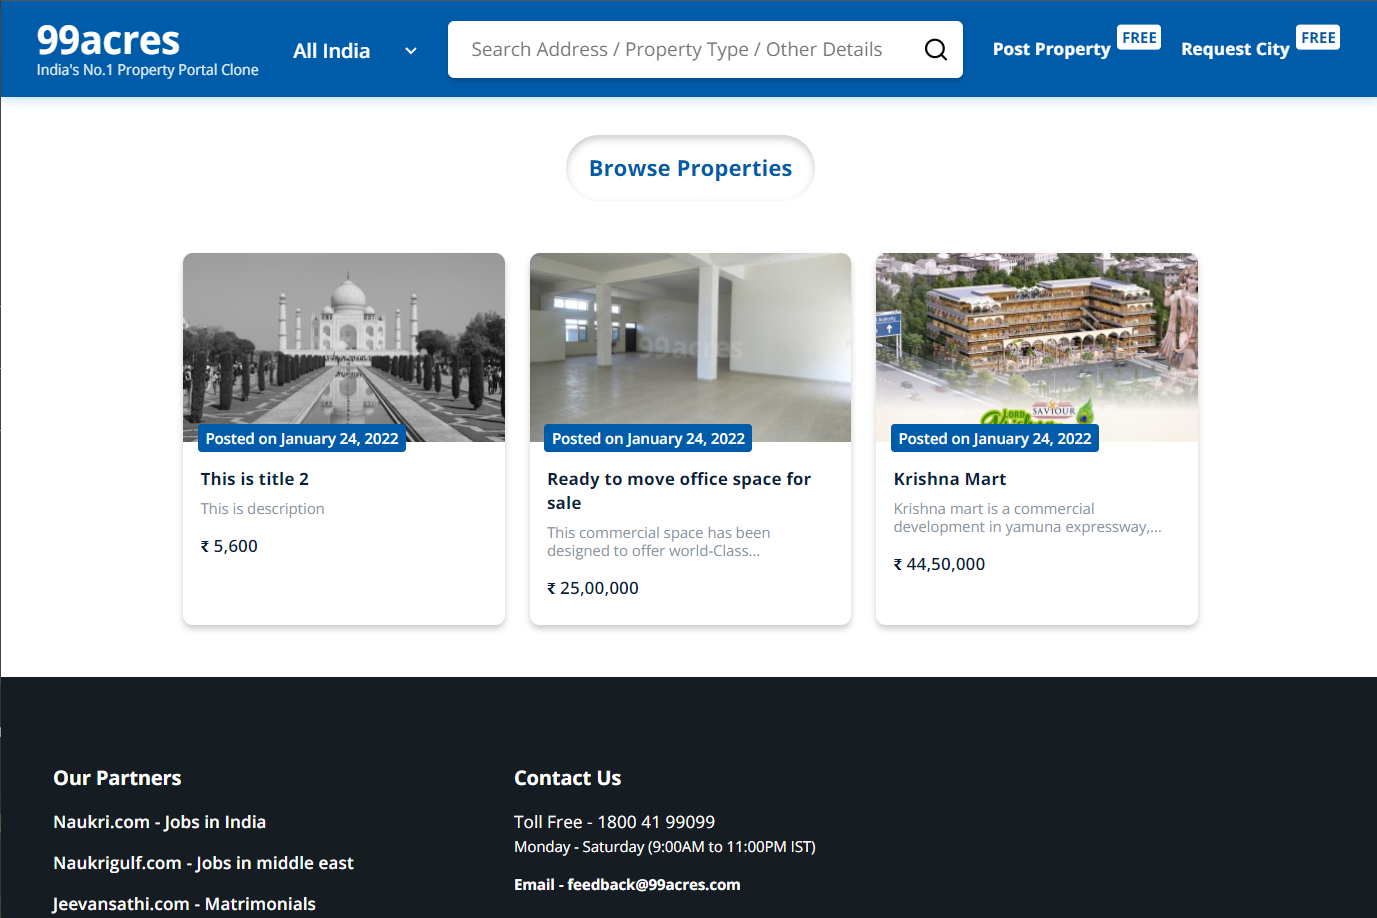 99acres
India's No.1 Property Portal Clone
All India
Search Address / Property Type / Other Details
Post Property FREE
Request City FREE
Browse Properties
Posted on January 24, 2022
This is title 2
This is description
₹ 5,600
99acres
Posted on January 24, 2022
Ready to move office space for
sale
This commercial space has been
designed to offer world-Class...
₹ 25,00,000
LORD
SAVIOUR
Posted on January 24, 2022
Krishna Mart
Krishna mart is a commercial
development in yamuna expressway,...
₹ 44,50,000
Our Partners
Naukri.com - Jobs in India
Naukrigulf.com - Jobs in middle east
Jeevansathi.com - Matrimonials
Contact Us
Toll Free - 1800 41 99099
Monday - Saturday (9:00AM to 11:00PM IST)
Email - feedback@99acres.com